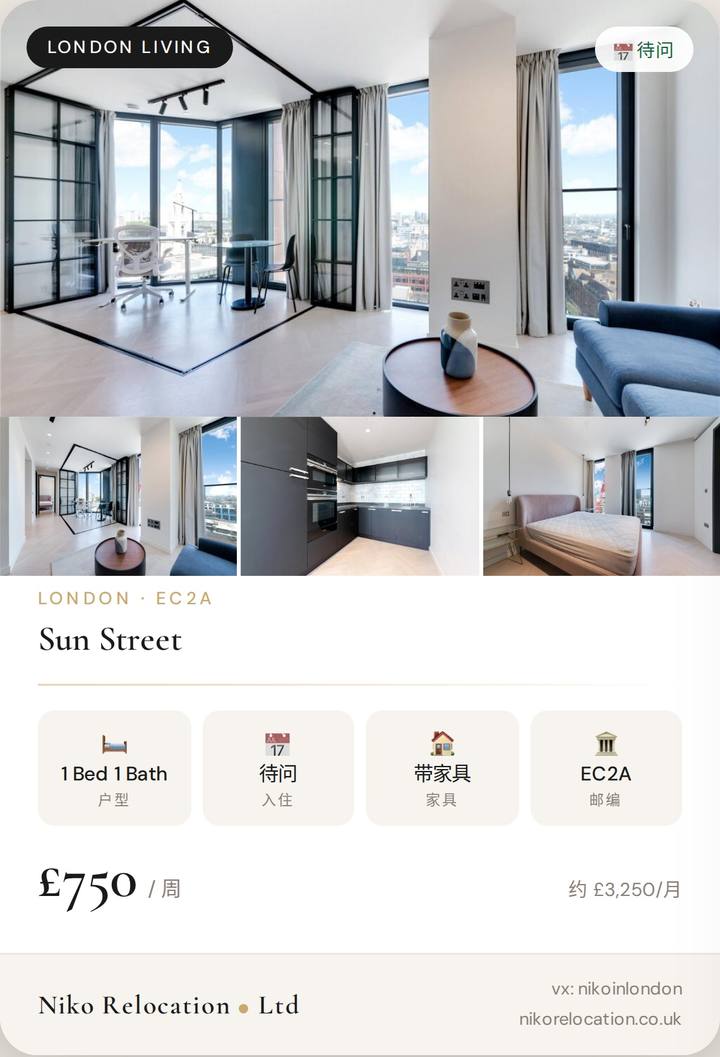 LONDON LIVING
📅 待问
LONDON · EC2A
Sun Street
1 Bed 1 Bath
户型
17
待问
入住
带家具
家具
EC2A
邮编
£750 / 周
约 £3,250/月
Niko Relocation • Ltd
vx: nikoinlondon
nikorelocation.co.uk